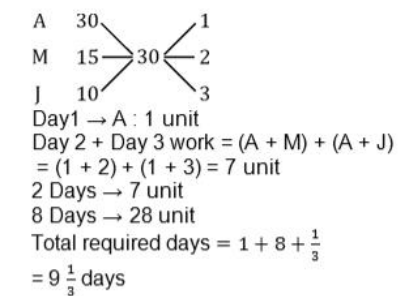 A 30 1
M 15 30 2
J 10 3
Day1 → A : 1 unit
Day 2 + Day 3 work = (A + M) + (A + J)
= (1 + 2) + (1 + 3) = 7 unit
2 Days → 7 unit
8 Days → 28 unit
Total required days = 1 + 8 + 1/3
= 9 1/3 days